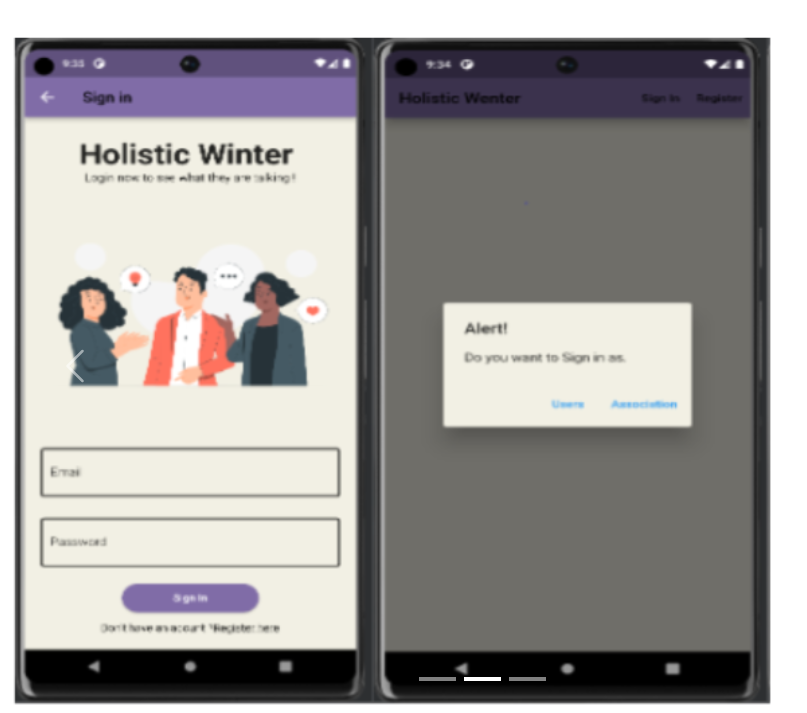 9:33
Sign in
Holistic Winter
Login now to see what they are talking!
Email
Password
Sign In
Don't have an acount ?Register here
9:34
Holistic Wenter
Sign In Register
Alert!
Do you want to Sign in as.
Users Association